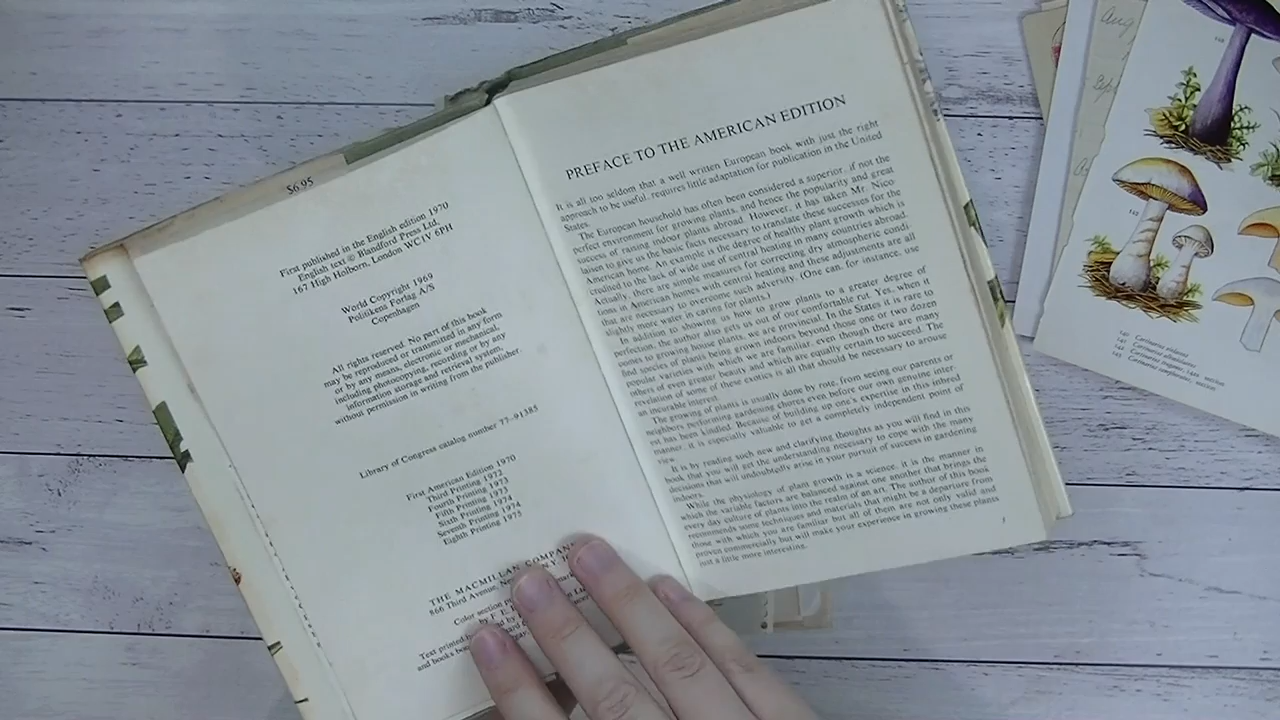 $6.95
First published in the English edition 1970
English text © Blandford Press Ltd.
167 High Holborn, London WC1V 6PH
World Copyright 1969
Politikens Forlag A/S
Copenhagen
All rights reserved. No part of this book
may be reproduced or transmitted in any form
or by any means, electronic or mechanical,
including photocopying, recording or by any
information storage and retrieval system,
without permission in writing from the publisher.
Library of Congress catalog number 77-91385
First American Edition 1970
Third Printing 1972
Fourth Printing 1973
Fifth Printing 1973
Sixth Printing 1974
Seventh Printing 1974
Eighth Printing 1975
THE MACMILLAN COMPAN
866 Third Avenue, N
Color section
by F. E.
Text printed
and books
PREFACE TO THE AMERICAN EDITION
It is all too seldom that a well written European book with just the right
approach to be useful, requires little adaptation for publication in the United
States.
The European household has often been considered a superior, if not the
perfect environment for growing plants, and hence the popularity and great
success of raising indoor plants abroad. However, it has taken Mr. Nico-
laisen to give us the basic facts necessary to translate these successes for the
American home. An example is the degree of healthy plant growth which is
credited to the lack of wide use of central heating in many countries abroad.
Actually, there are simple measures for correcting dry atmospheric condi
tions in American homes with central heating and these adjustments are all
that are necessary to overcome such adversity. (One can, for instance, use
slightly more water in caring for plants.)
In addition to showing us how to grow plants to a greater degree of
perfection, the author also gets us out of our comfortable rut. Yes, when it
comes to growing house plants, we are provincial. In the States it is rare to
find species of plants being grown indoors beyond those one or two dozen
popular varieties with which we are familiar, even though there are many
others of even greater beauty and which are equally certain to succeed. The
revelation of some of these exotics is all that should be necessary to arouse
an incurable interest.
The growing of plants is usually done by rote, from seeing our parents or
neighbors performing gardening chores even before our own genuine inter
est has been kindled. Because of building up one's expertise in this inbred
manner, it is especially valuable to get a completely independent point of
view.
It is by reading such new and clarifying thoughts as you will find in this
book that you will get the understanding necessary to cope with the many
decisions that will undoubtedly arise in your pursuit of success in gardening
indoors.
While the physiology of plant growth is a science, it is the manner in
which the variable factors are balanced against one another that brings the
every day culture of plants into the realm of an art. The author of this book
recommends some techniques and materials that might be a departure from
those with which you are familiar but all of them are not only valid and
proven commercially but will make your experience in growing these plants
just a little more interesting.
Aug